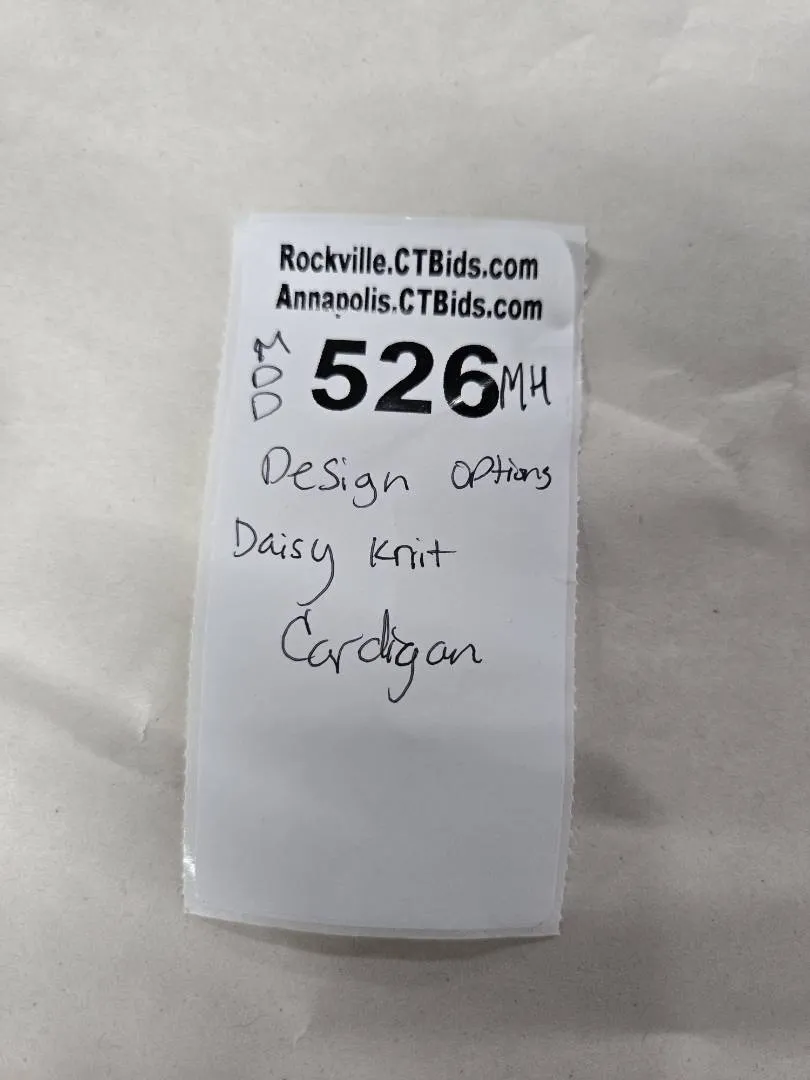 Rockville.CTBids.com
Annapolis.CTBids.com
MDD 526 MH
Design Options
Daisy Knit
Cardigan